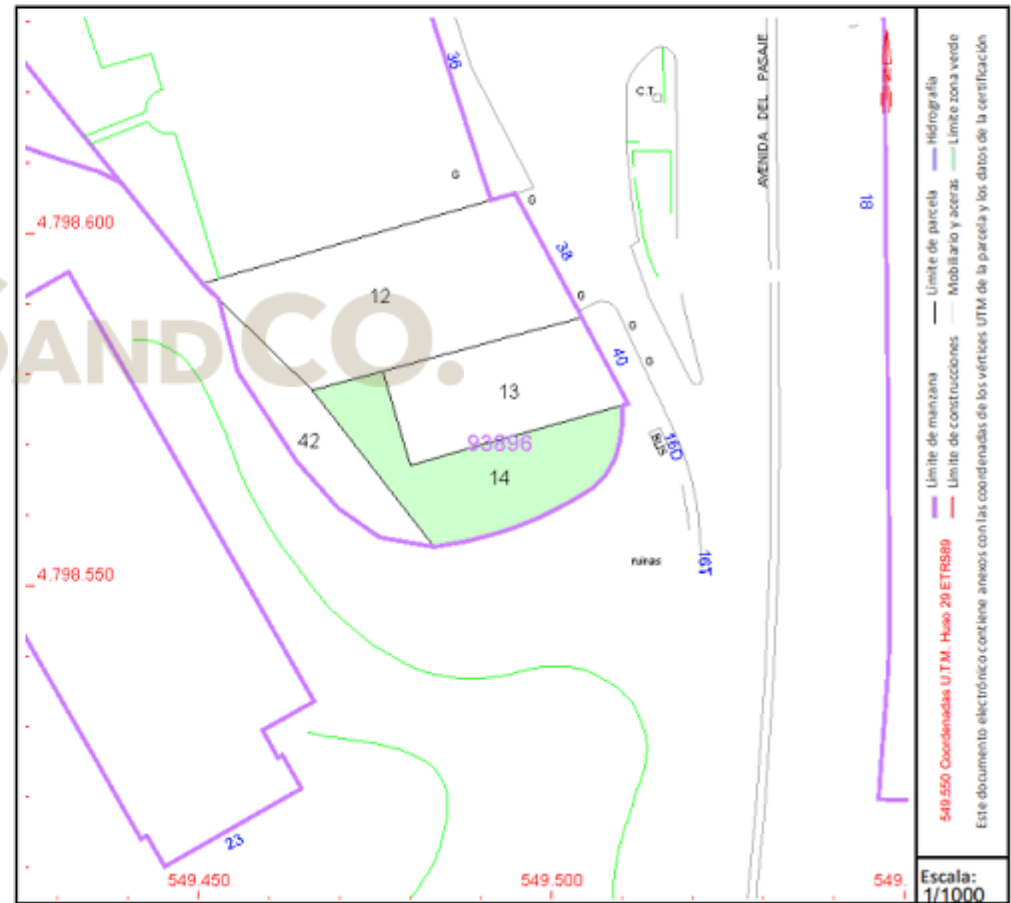 36
C.T.
AVENIDA DEL PASAJE
G
G
4.798.600
18
38
12
G
G
40
G
13
AND CO.
42
93896
BUS
16D
14
ruinas
4.798.550
16T
23
549.450
549.500
549.
Límite de manzana
Límite de parcela
Hidrografía
Límite de construcciones
Mobiliario y aceras
Límite zona verde
549.550 Coordenadas U.T.M. Huso 29 ETRS89
Este documento electrónico contiene anexos con las coordenadas de los vértices UTM de la parcela y los datos de la certificación
Escala:
1/1000